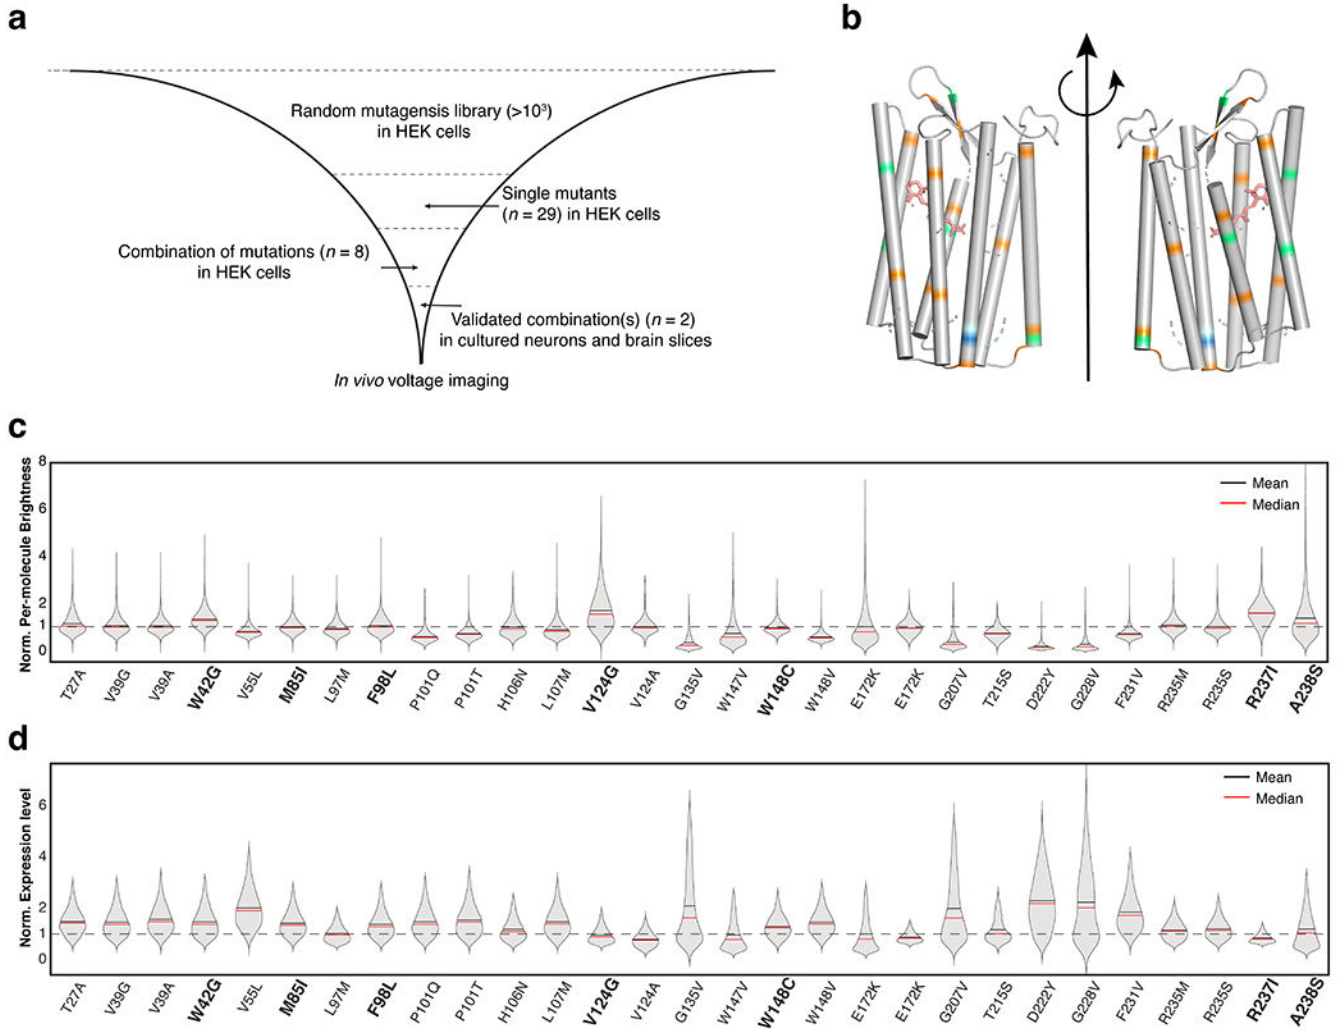 a
b
Random mutagensis library (>10³)
in HEK cells
Single mutants
(n = 29) in HEK cells
Combination of mutations (n = 8)
in HEK cells
Validated combination(s) (n = 2)
in cultured neurons and brain slices
In vivo voltage imaging
c
Norm. Per-molecule Brightness
8
6
4
2
1
0
Mean
Median
T27A V39G V39A W42G V55L M85I L97M F98L P101Q P101T H106N L107M V124G V124A G135V W147V W148C W148V E172K E172K G207V T215S D222Y G228V F231V R235M R235S R237I A238S
d
Norm. Expression level
6
4
2
1
0
Mean
Median
T27A V39G V39A W42G V55L M85I L97M F98L P101Q P101T H106N L107M V124G V124A G135V W147V W148C W148V E172K E172K G207V T215S D222Y G228V F231V R235M R235S R237I A238S